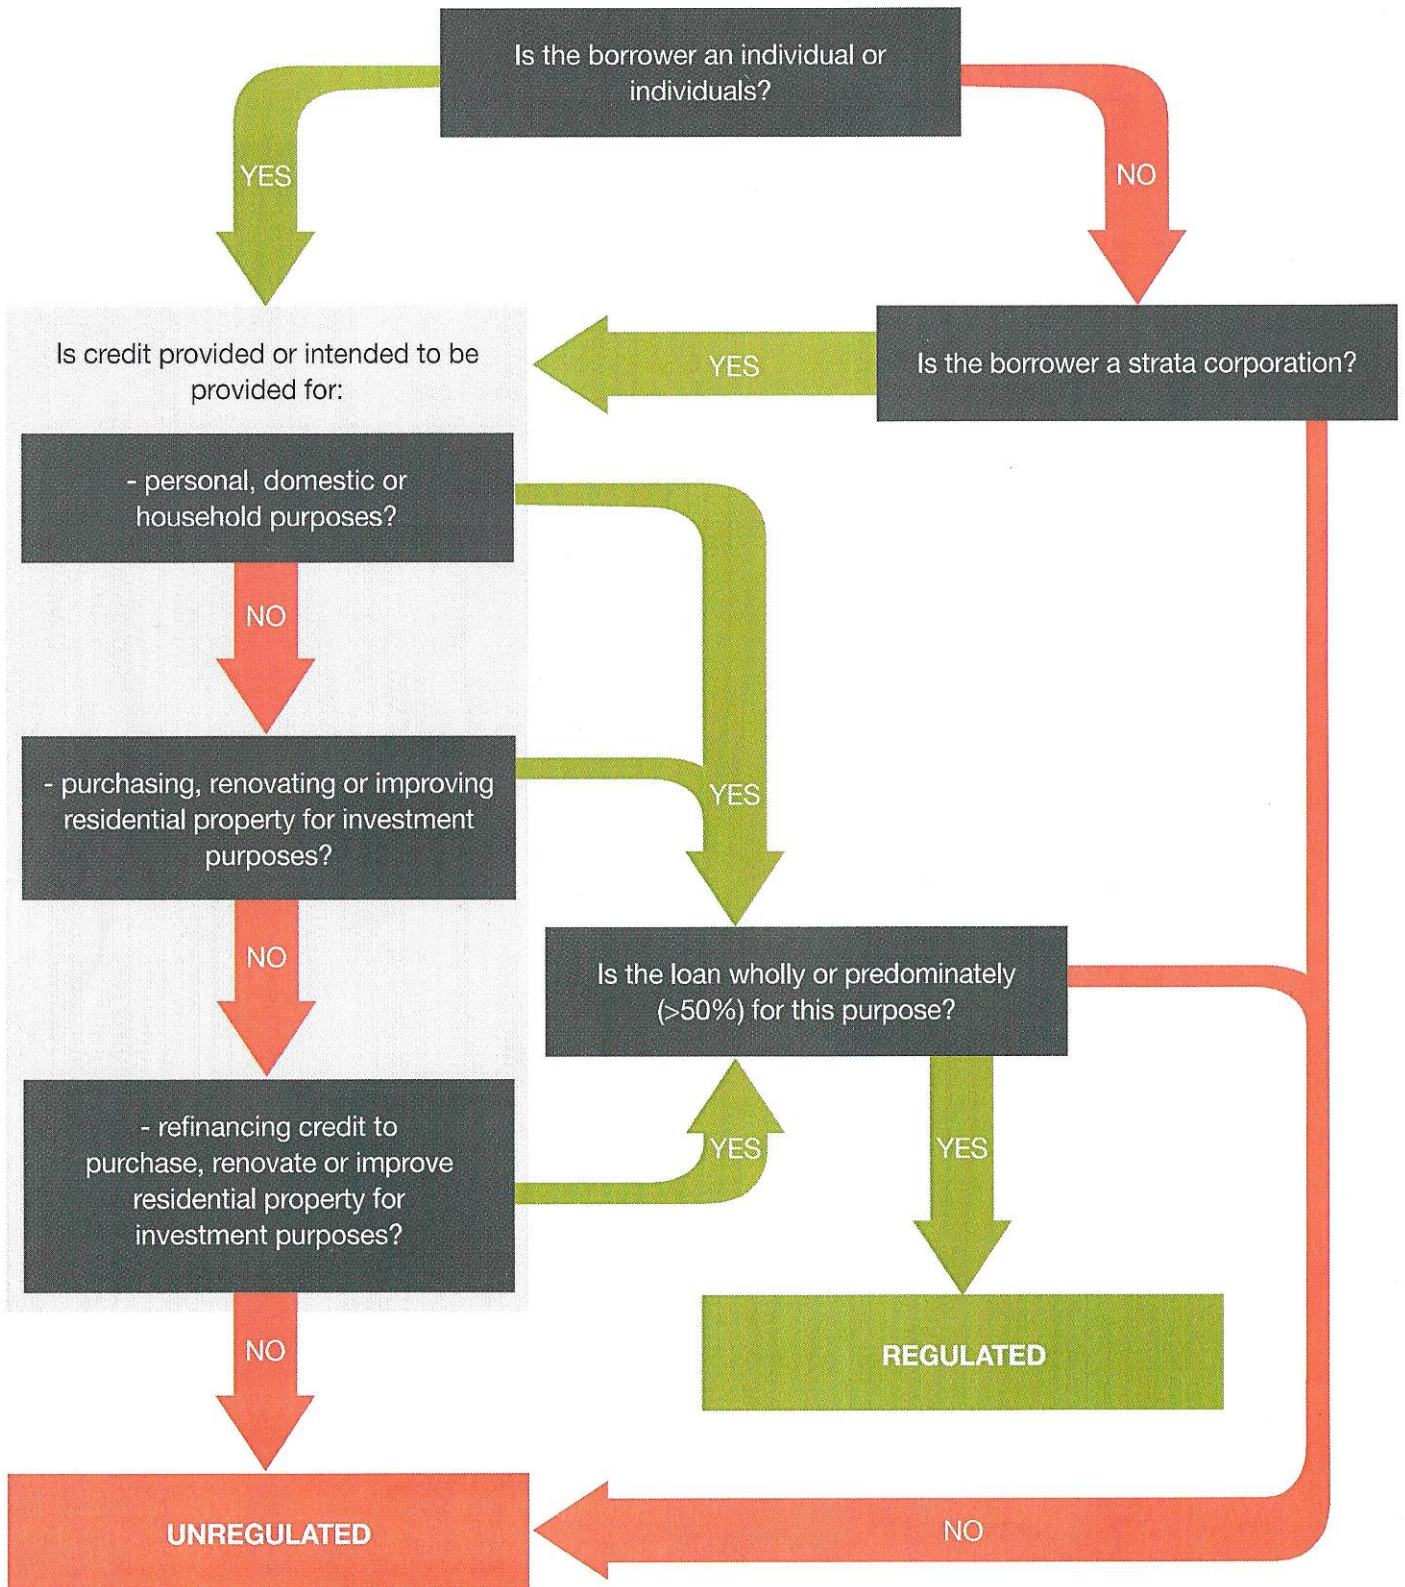 Is the borrower an individual or
individuals?
YES
NO
Is credit provided or intended to be
provided for:
YES
Is the borrower a strata corporation?
- personal, domestic or
household purposes?
NO
- purchasing, renovating or improving
residential property for investment
purposes?
YES
NO
Is the loan wholly or predominately
(>50%) for this purpose?
- refinancing credit to
purchase, renovate or improve
residential property for
investment purposes?
YES
YES
NO
REGULATED
UNREGULATED
NO